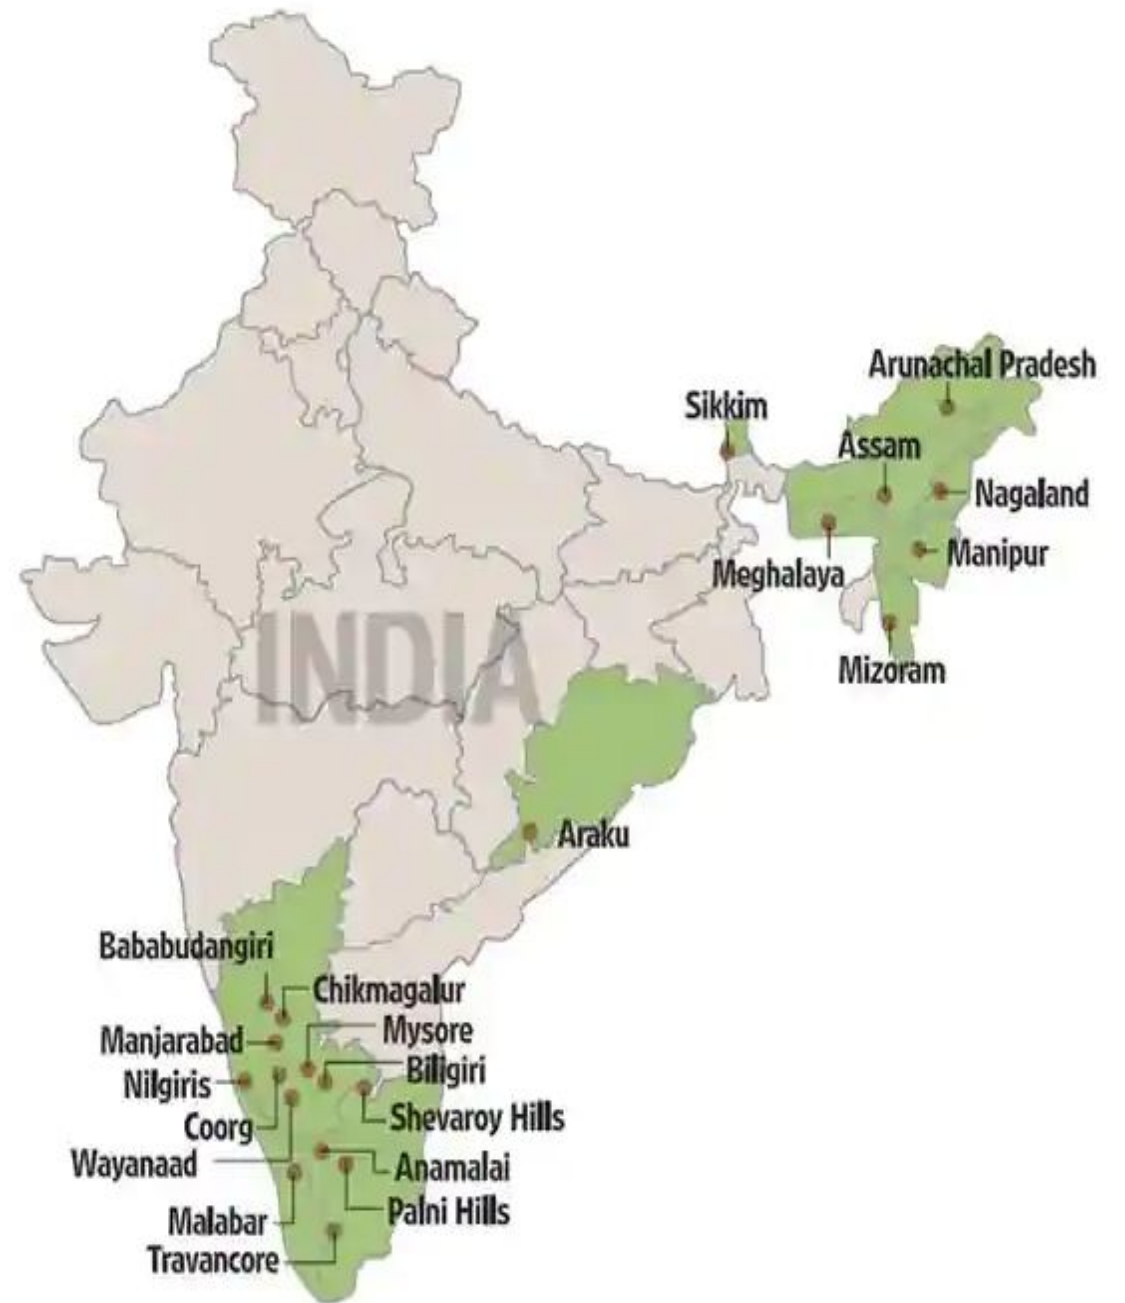 Arunachal Pradesh
Sikkim
Assam
Nagaland
Manipur
Meghalaya
Mizoram
INDIA
Araku
Bababudangiri
Chikmagalur
Mysore
Manjarabad
Biligiri
Nilgiris
Shevaroy Hills
Coorg
Wayanaad
Anamalai
Palni Hills
Malabar
Travancore